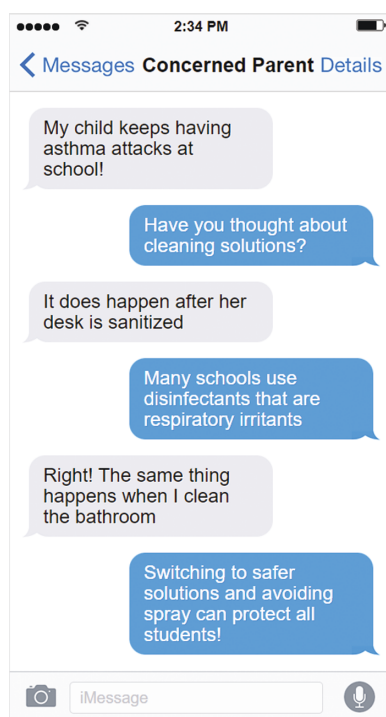 2:34 PM
Messages Concerned Parent Details
My child keeps having
asthma attacks at
school!
Have you thought about
cleaning solutions?
It does happen after her
desk is sanitized
Many schools use
disinfectants that are
respiratory irritants
Right! The same thing
happens when I clean
the bathroom
Switching to safer
solutions and avoiding
spray can protect all
students!
iMessage